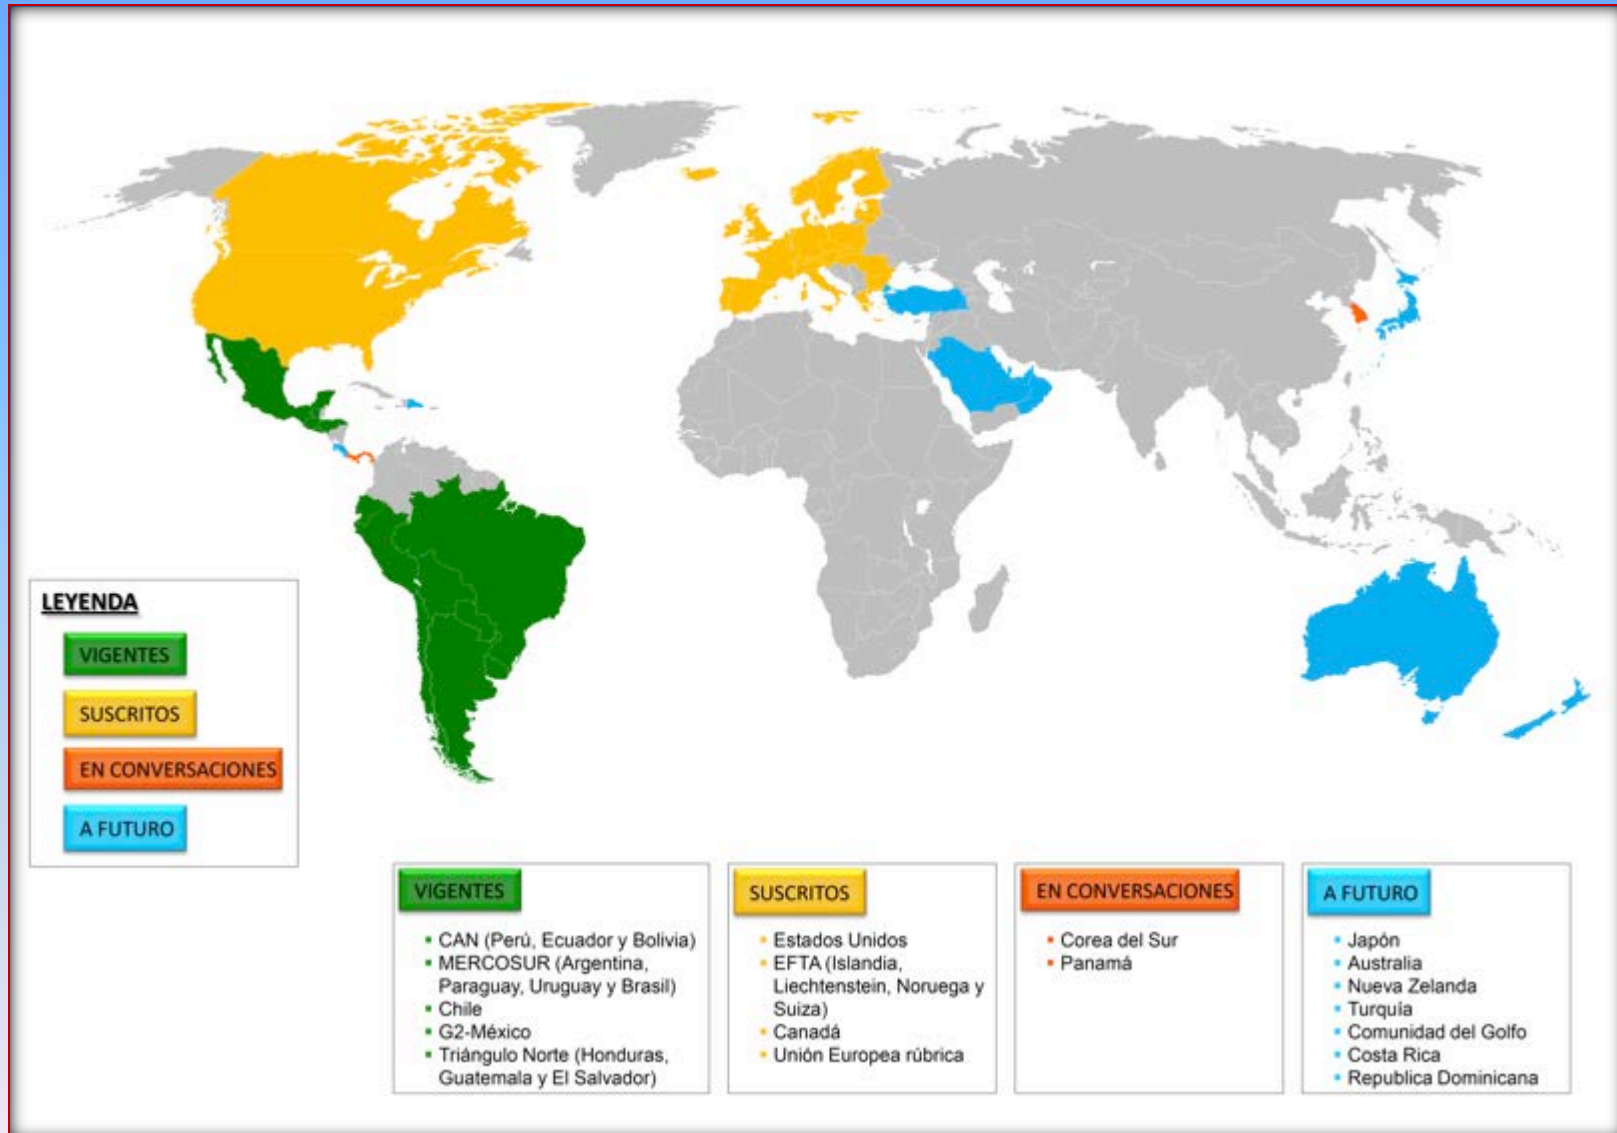 LEYENDA
VIGENTES
SUSCRITOS
EN CONVERSACIONES
A FUTURO
VIGENTES
CAN (Perú, Ecuador y Bolivia)
MERCOSUR (Argentina,
Paraguay, Uruguay y Brasil)
Chile
G2-México
Triángulo Norte (Honduras,
Guatemala y El Salvador)
SUSCRITOS
Estados Unidos
EFTA (Islandia,
Liechtenstein, Noruega y
Suiza)
Canadá
Unión Europea rúbrica
EN CONVERSACIONES
Corea del Sur
Panamá
A FUTURO
Japón
Australia
Nueva Zelanda
Turquía
Comunidad del Golfo
Costa Rica
Republica Dominicana